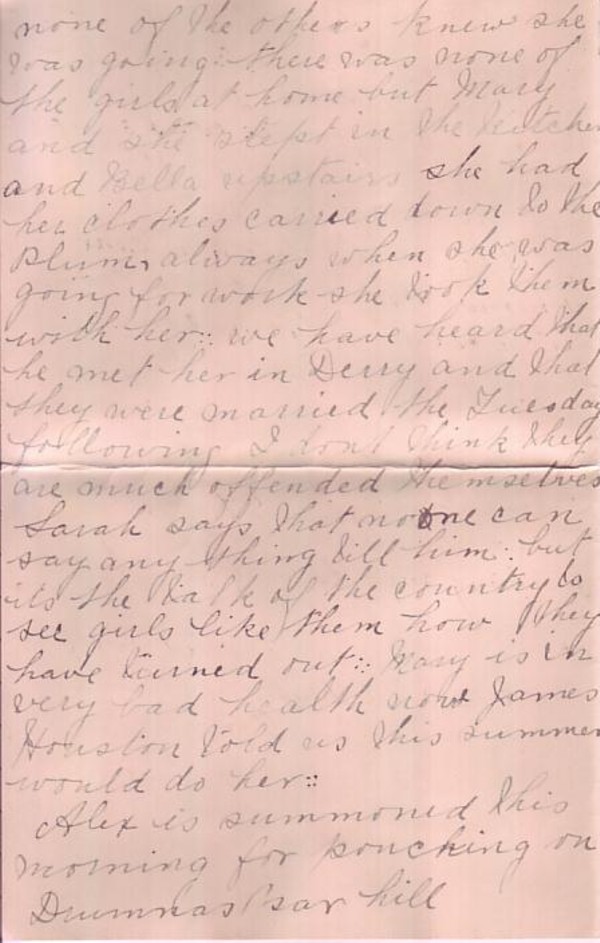 none of the others knew she
was going: there was none of
the girls at home but Mary
and she slept in the kitchen
and Bella upstairs she had
her clothes carried down to the
always when she was
going for work she took them
with her:: we have heard that
he met her in Derry and that
they were married the Tuesday
following I dont think they
are much offended themselves
Sarah says that no one can
say any thing till him: but
its the talk of the country to
see girls like them how they
have turned out:: Mary is in
very bad health now James
Houston told us this summer
would do her::
Alex is summoned this
morning for pouching on
hill